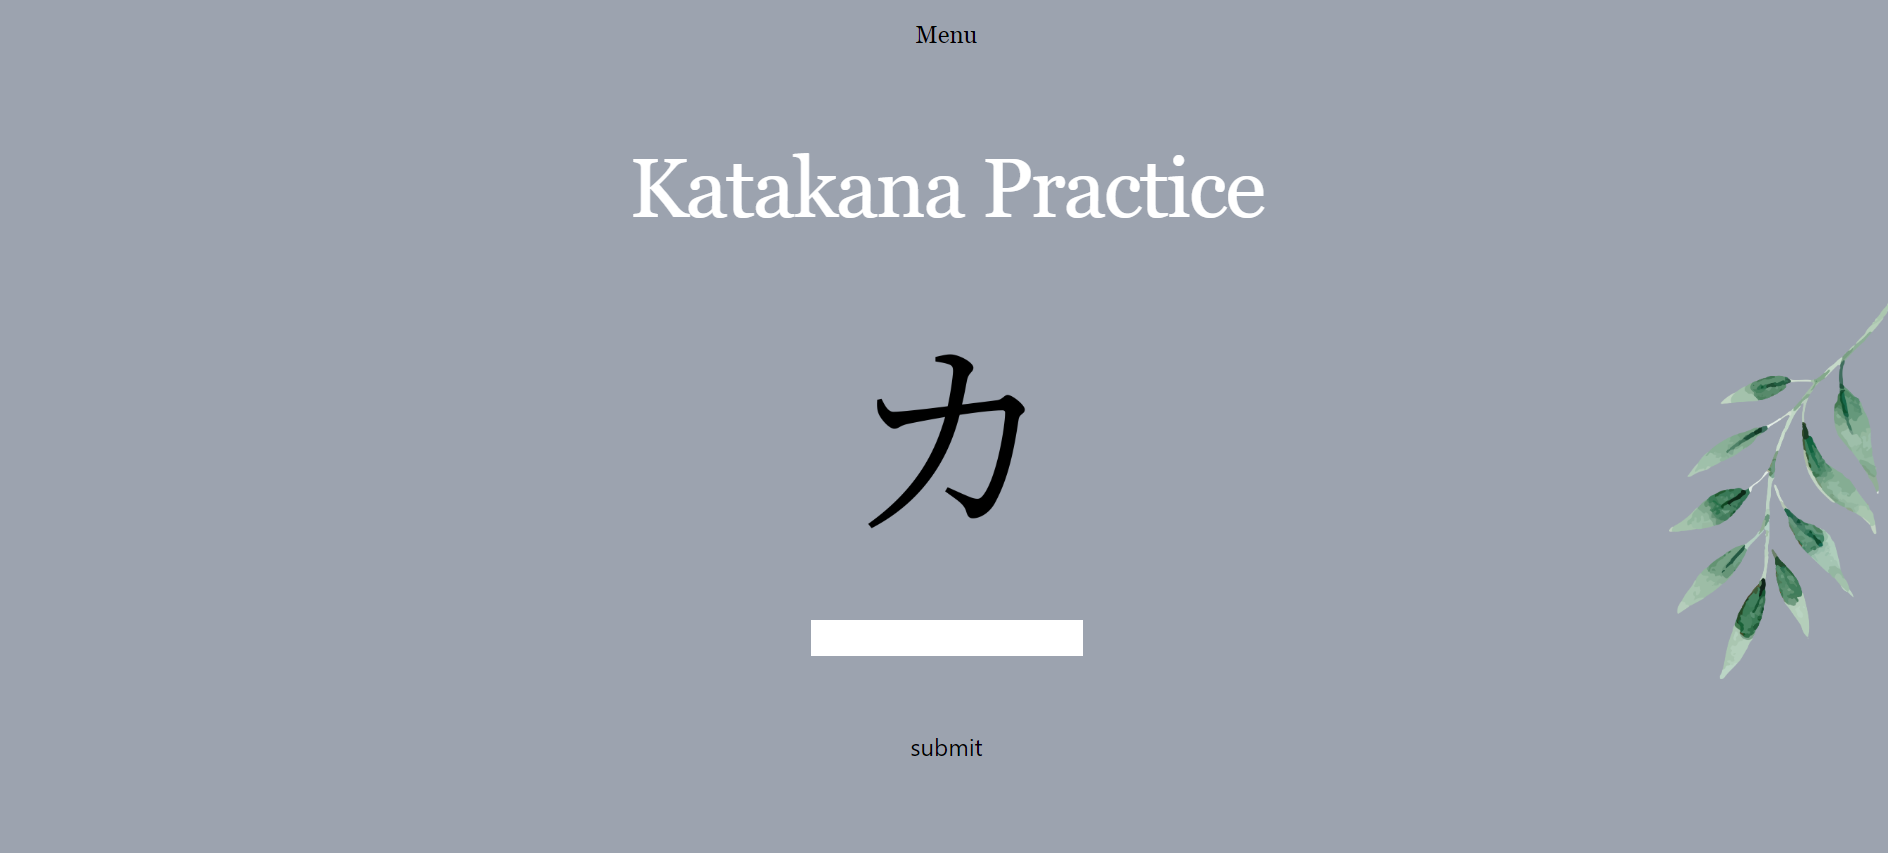 Menu
Katakana Practice
カ
submit